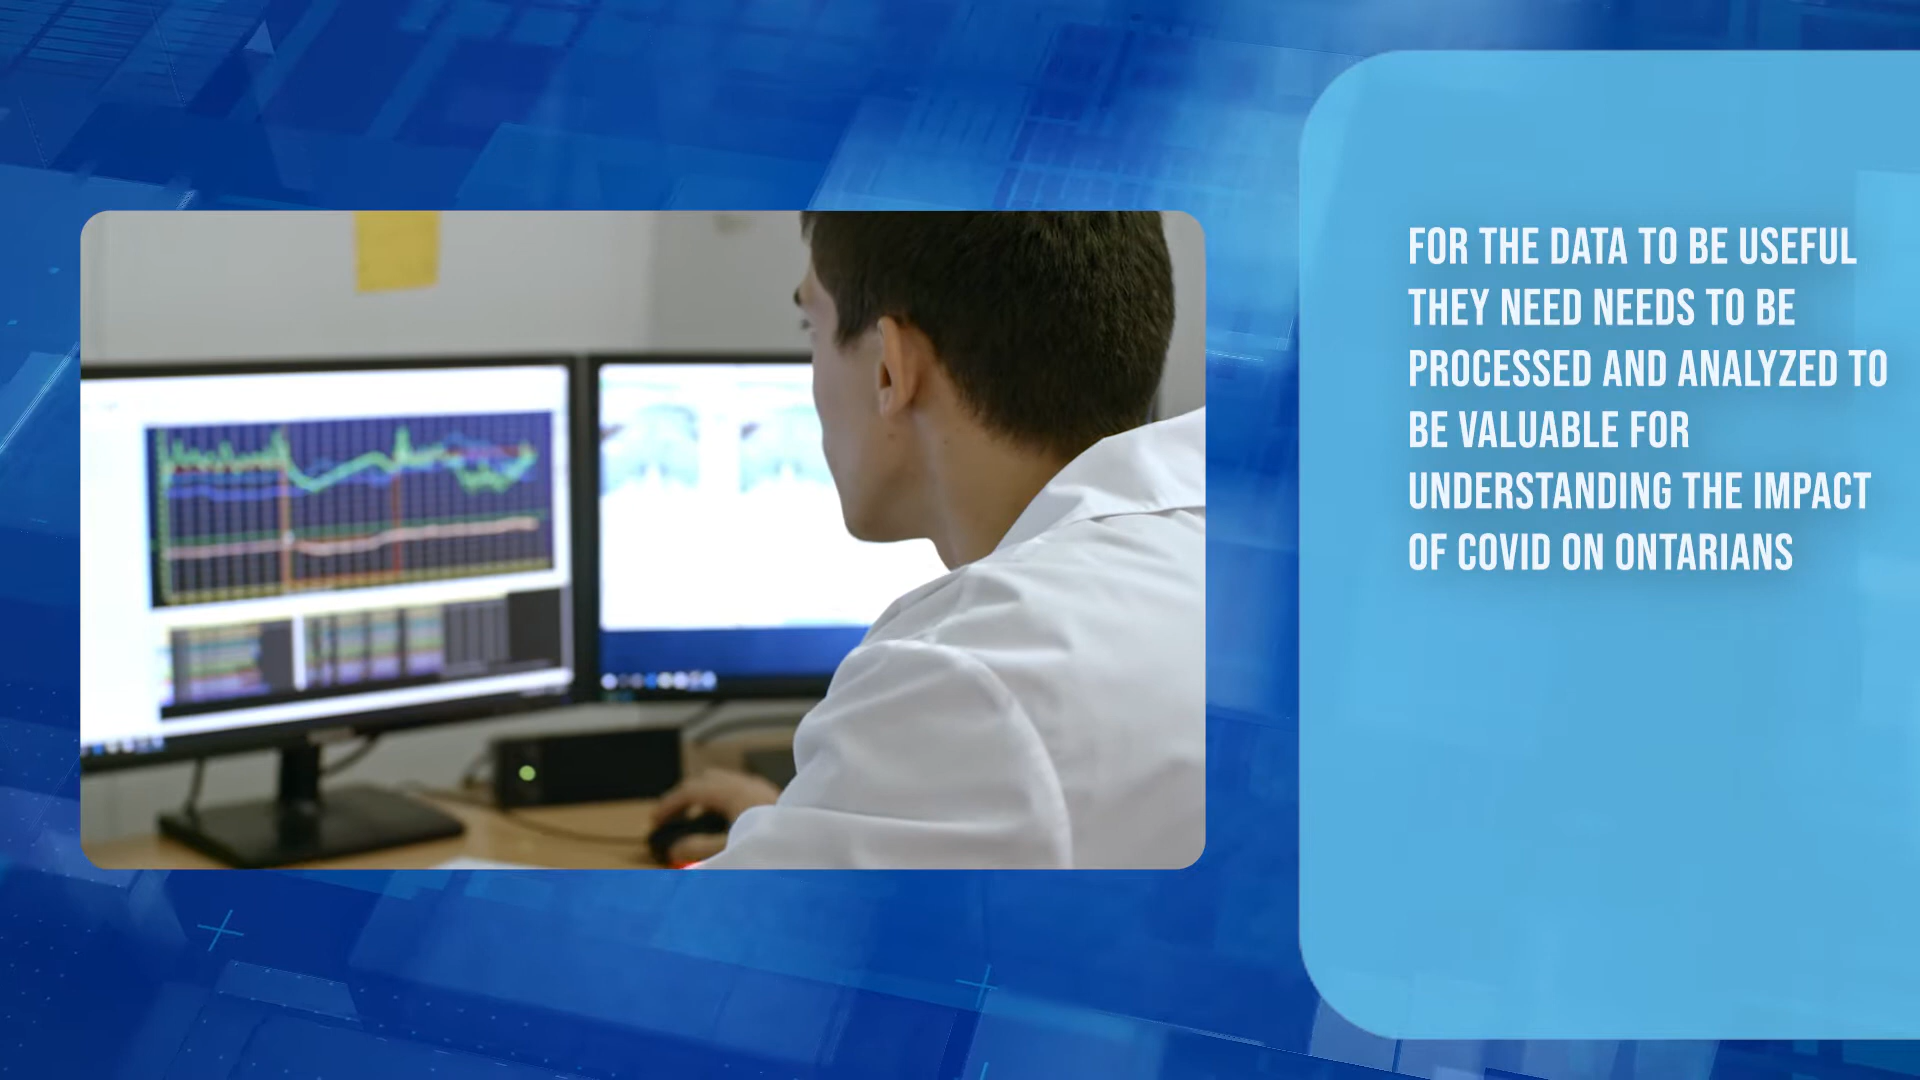 FOR THE DATA TO BE USEFUL
THEY NEED NEEDS TO BE
PROCESSED AND ANALYZED TO
BE VALUABLE FOR
UNDERSTANDING THE IMPACT
OF COVID ON ONTARIANS